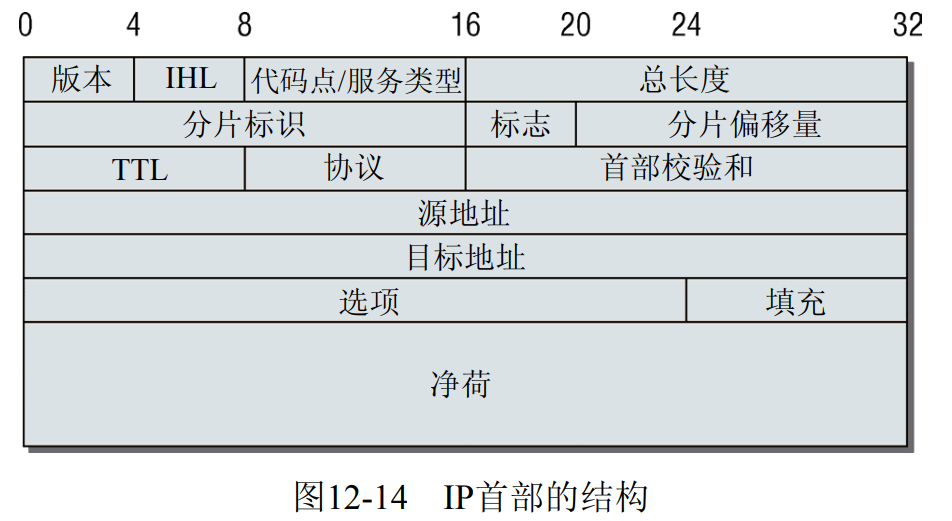 0 4 8 16 20 24 32
版本 IHL 代码点/服务类型 总长度
分片标识 标志 分片偏移量
TTL 协议 首部校验和
源地址
目标地址
选项 填充
净荷
图12-14 IP首部的结构